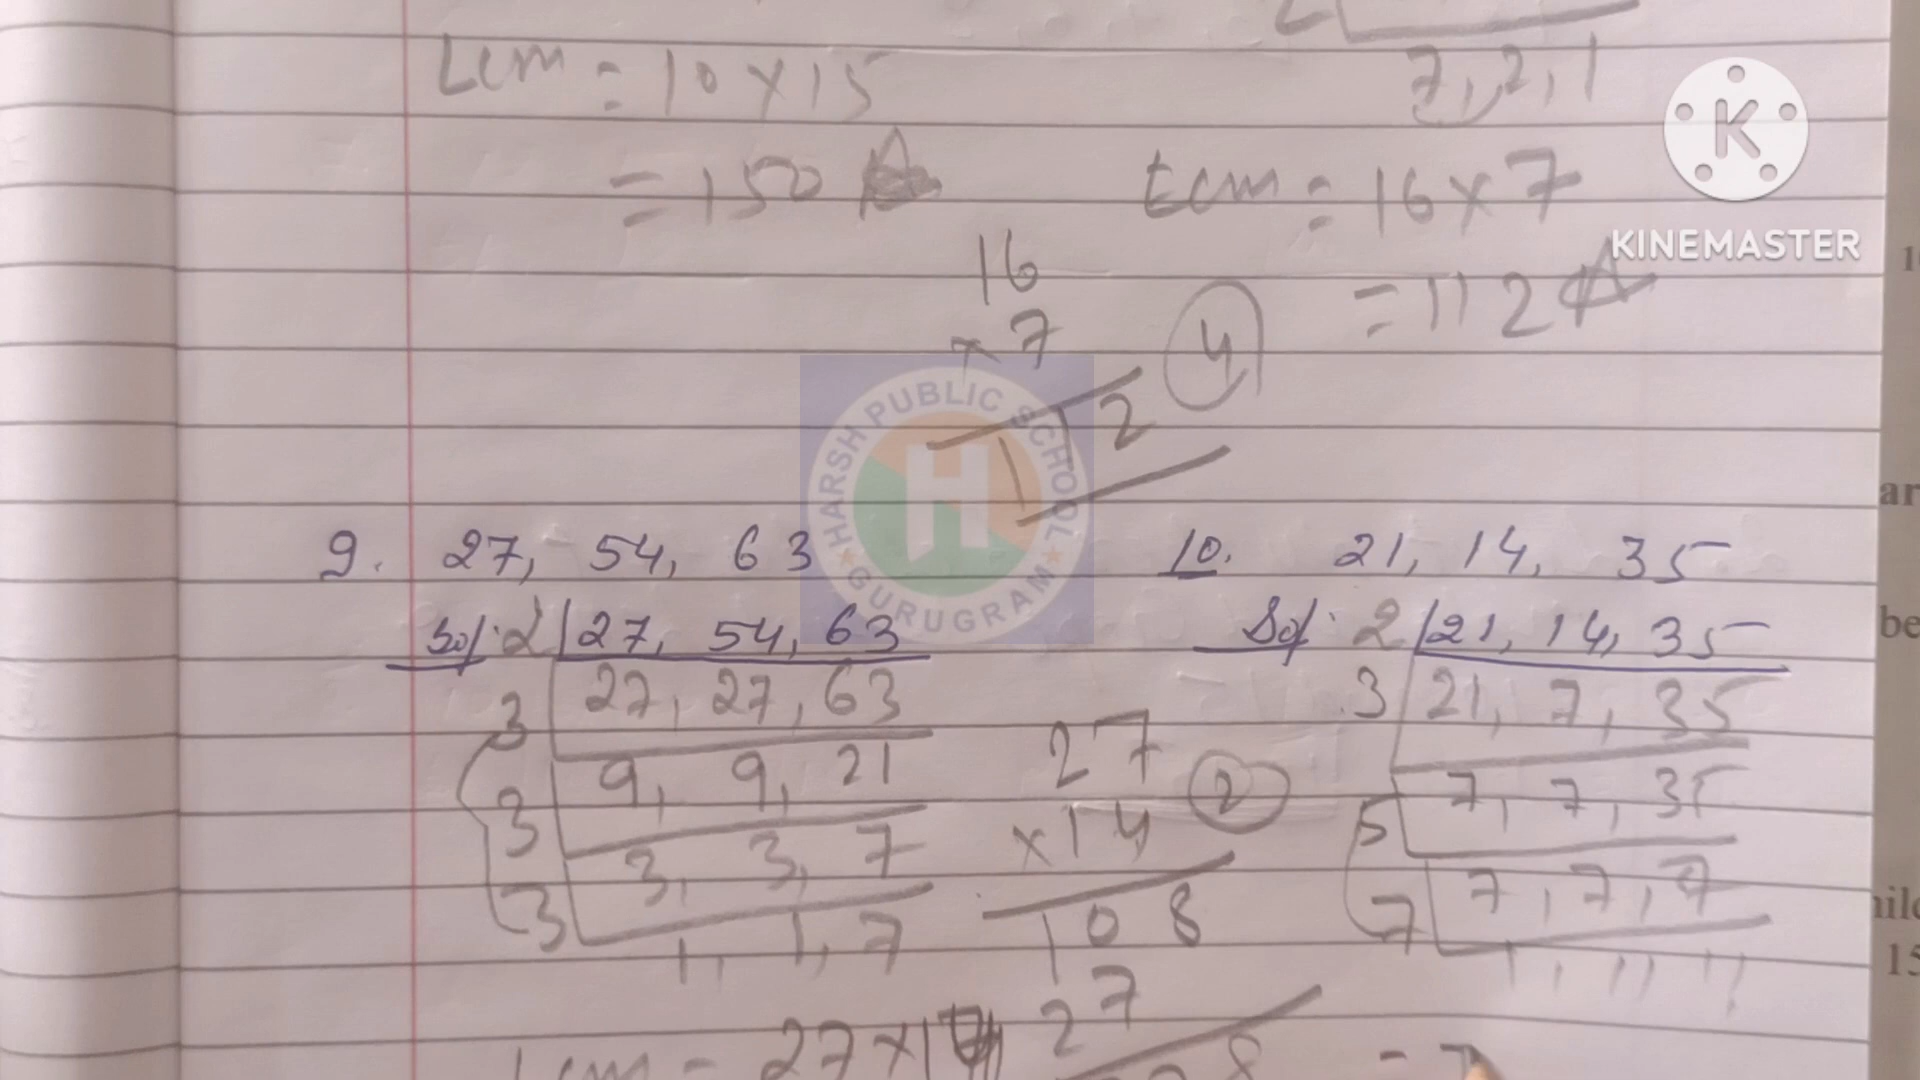 7, 2, 1
Lcm = 10 x 15
= 150 A
Lcm = 16 x 7
= 112 A
16
x 7
4
112
K
KINEMASTER
HARSH PUBLIC SCHOOL
H
GURUGRAM
9. 27, 54, 63
Sol. 2 27, 54, 63
3 27, 27, 63
3 9, 9, 21
3 3, 3, 7
1, 1, 7
Lcm = 27 x 14
27
x 14
2
108
27
8
10. 21, 14, 35
Sol. 2 21, 14, 35
3 21, 7, 35
5 7, 7, 35
7 7, 7, 7
1, 1, 1
=
ar
be
15